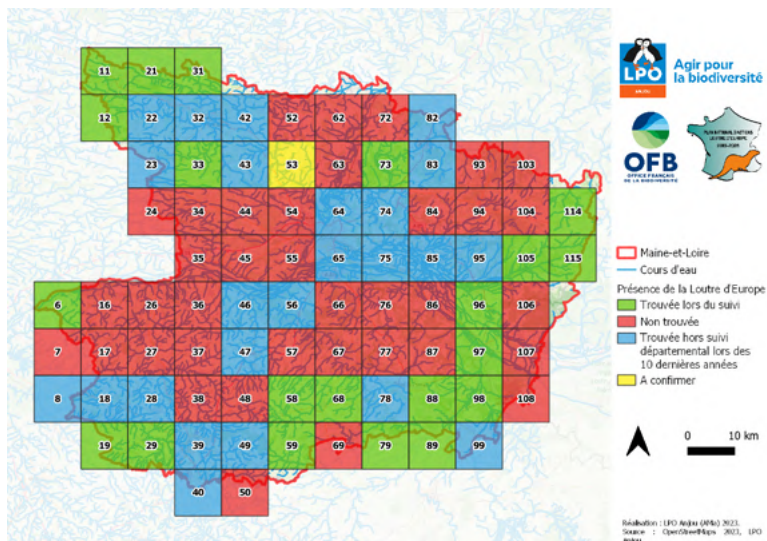 11 21 31
12 22 32 42 52 62 72 82
23 33 43 53 63 73 83 93 103
24 34 44 54 64 74 84 94 104 114
35 45 55 65 75 85 95 105 115
6 16 26 36 46 56 66 76 86 96 106
7 17 27 37 47 57 67 77 87 97 107
8 18 28 38 48 58 68 78 88 98 108
19 29 39 49 59 69 79 89 99
40 50
LPO
ANJOU
Agir pour
la biodiversité
OFB
OFFICE FRANÇAIS
DE LA BIODIVERSITÉ
PLAN NATIONAL D'ACTIONS
LOUTRE D'EUROPE
Maine-et-Loire
Cours d'eau
Présence de la Loutre d'Europe
Trouvée lors du suivi
Non trouvée
Trouvée hors suivi
départemental lors des
10 dernières années
A confirmer
0 10 km
Réalisation : LPO Anjou (AMa) 2023.
Source : OpenStreetMaps 2023, LPO
Anjou